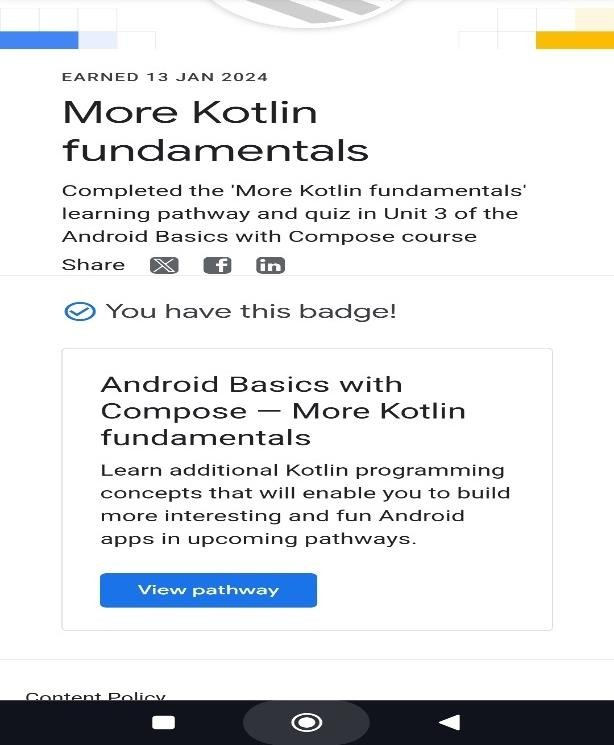 EARNED 13 JAN 2024
More Kotlin
fundamentals
Completed the 'More Kotlin fundamentals'
learning pathway and quiz in Unit 3 of the
Android Basics with Compose course
Share
You have this badge!
Android Basics with
Compose — More Kotlin
fundamentals
Learn additional Kotlin programming
concepts that will enable you to build
more interesting and fun Android
apps in upcoming pathways.
View pathway
Content Policy